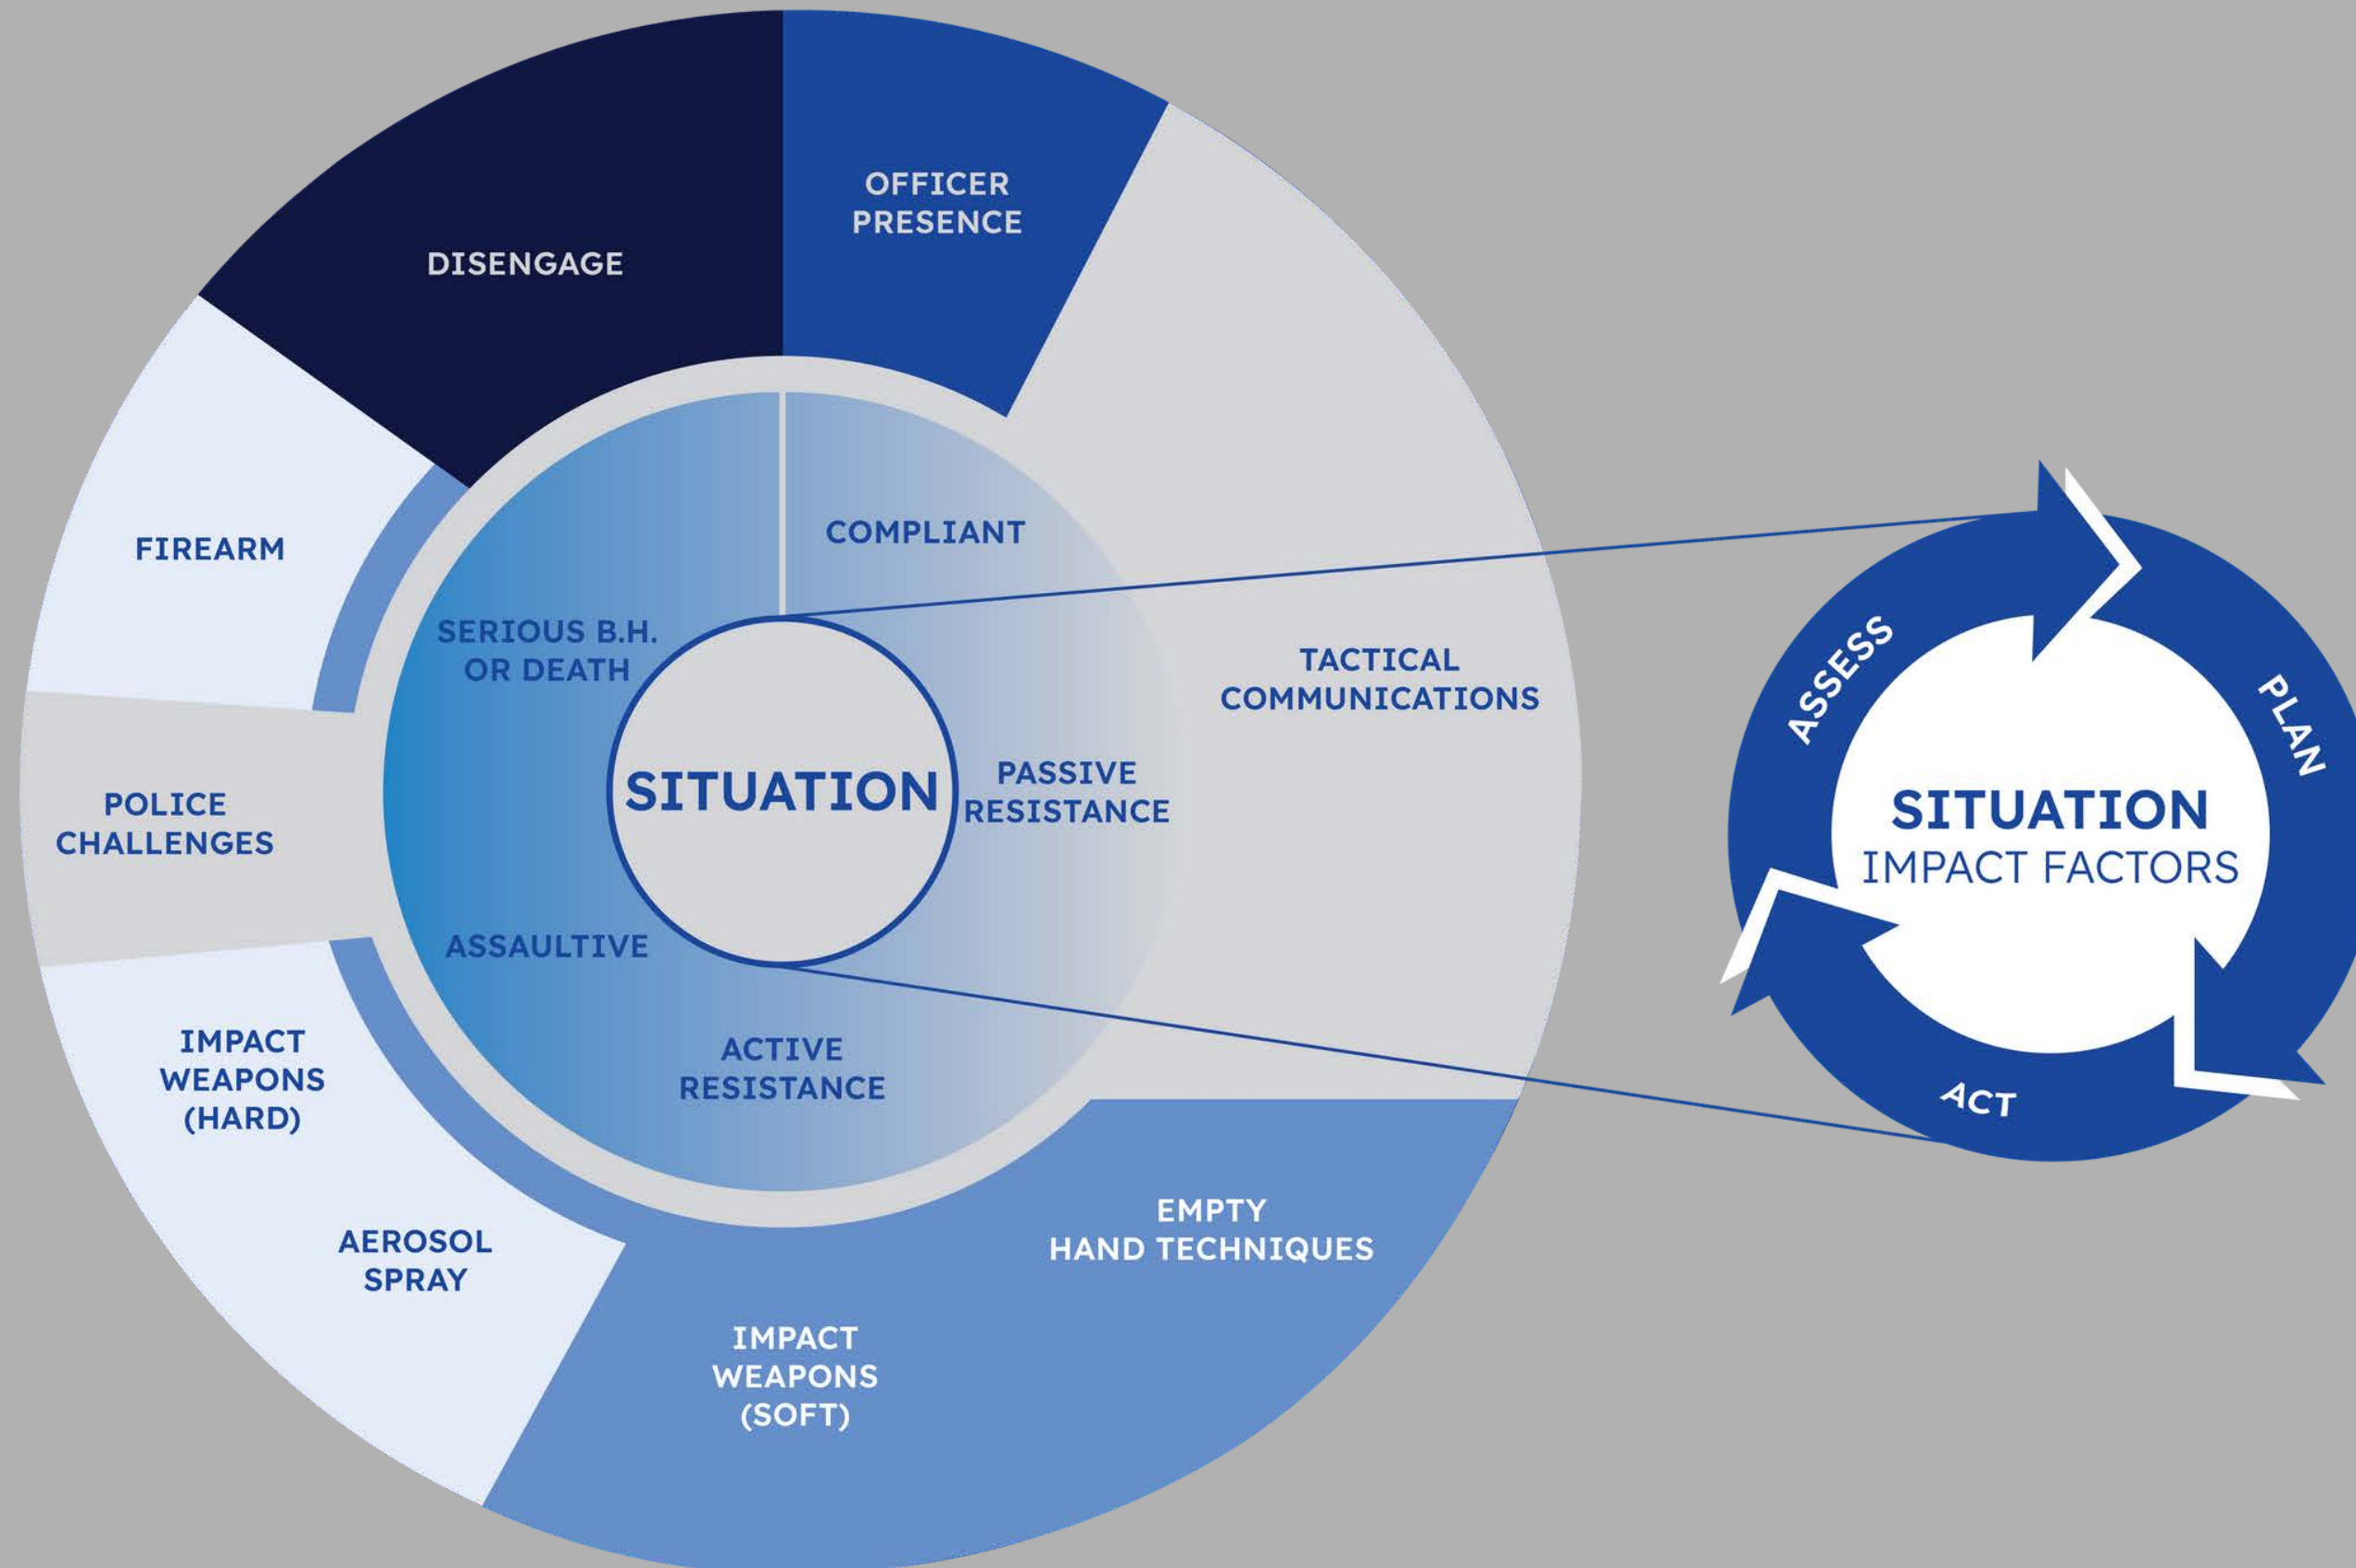 OFFICER
PRESENCE
DISENGAGE
FIREARM
POLICE
CHALLENGES
IMPACT
WEAPONS
(HARD)
AEROSOL
SPRAY
IMPACT
WEAPONS
(SOFT)
EMPTY
HAND TECHNIQUES
TACTICAL
COMMUNICATIONS
COMPLIANT
SERIOUS B.H.
OR DEATH
SITUATION
PASSIVE
RESISTANCE
ASSAULTIVE
ACTIVE
RESISTANCE
ASSESS
PLAN
ACT
SITUATION
IMPACT FACTORS